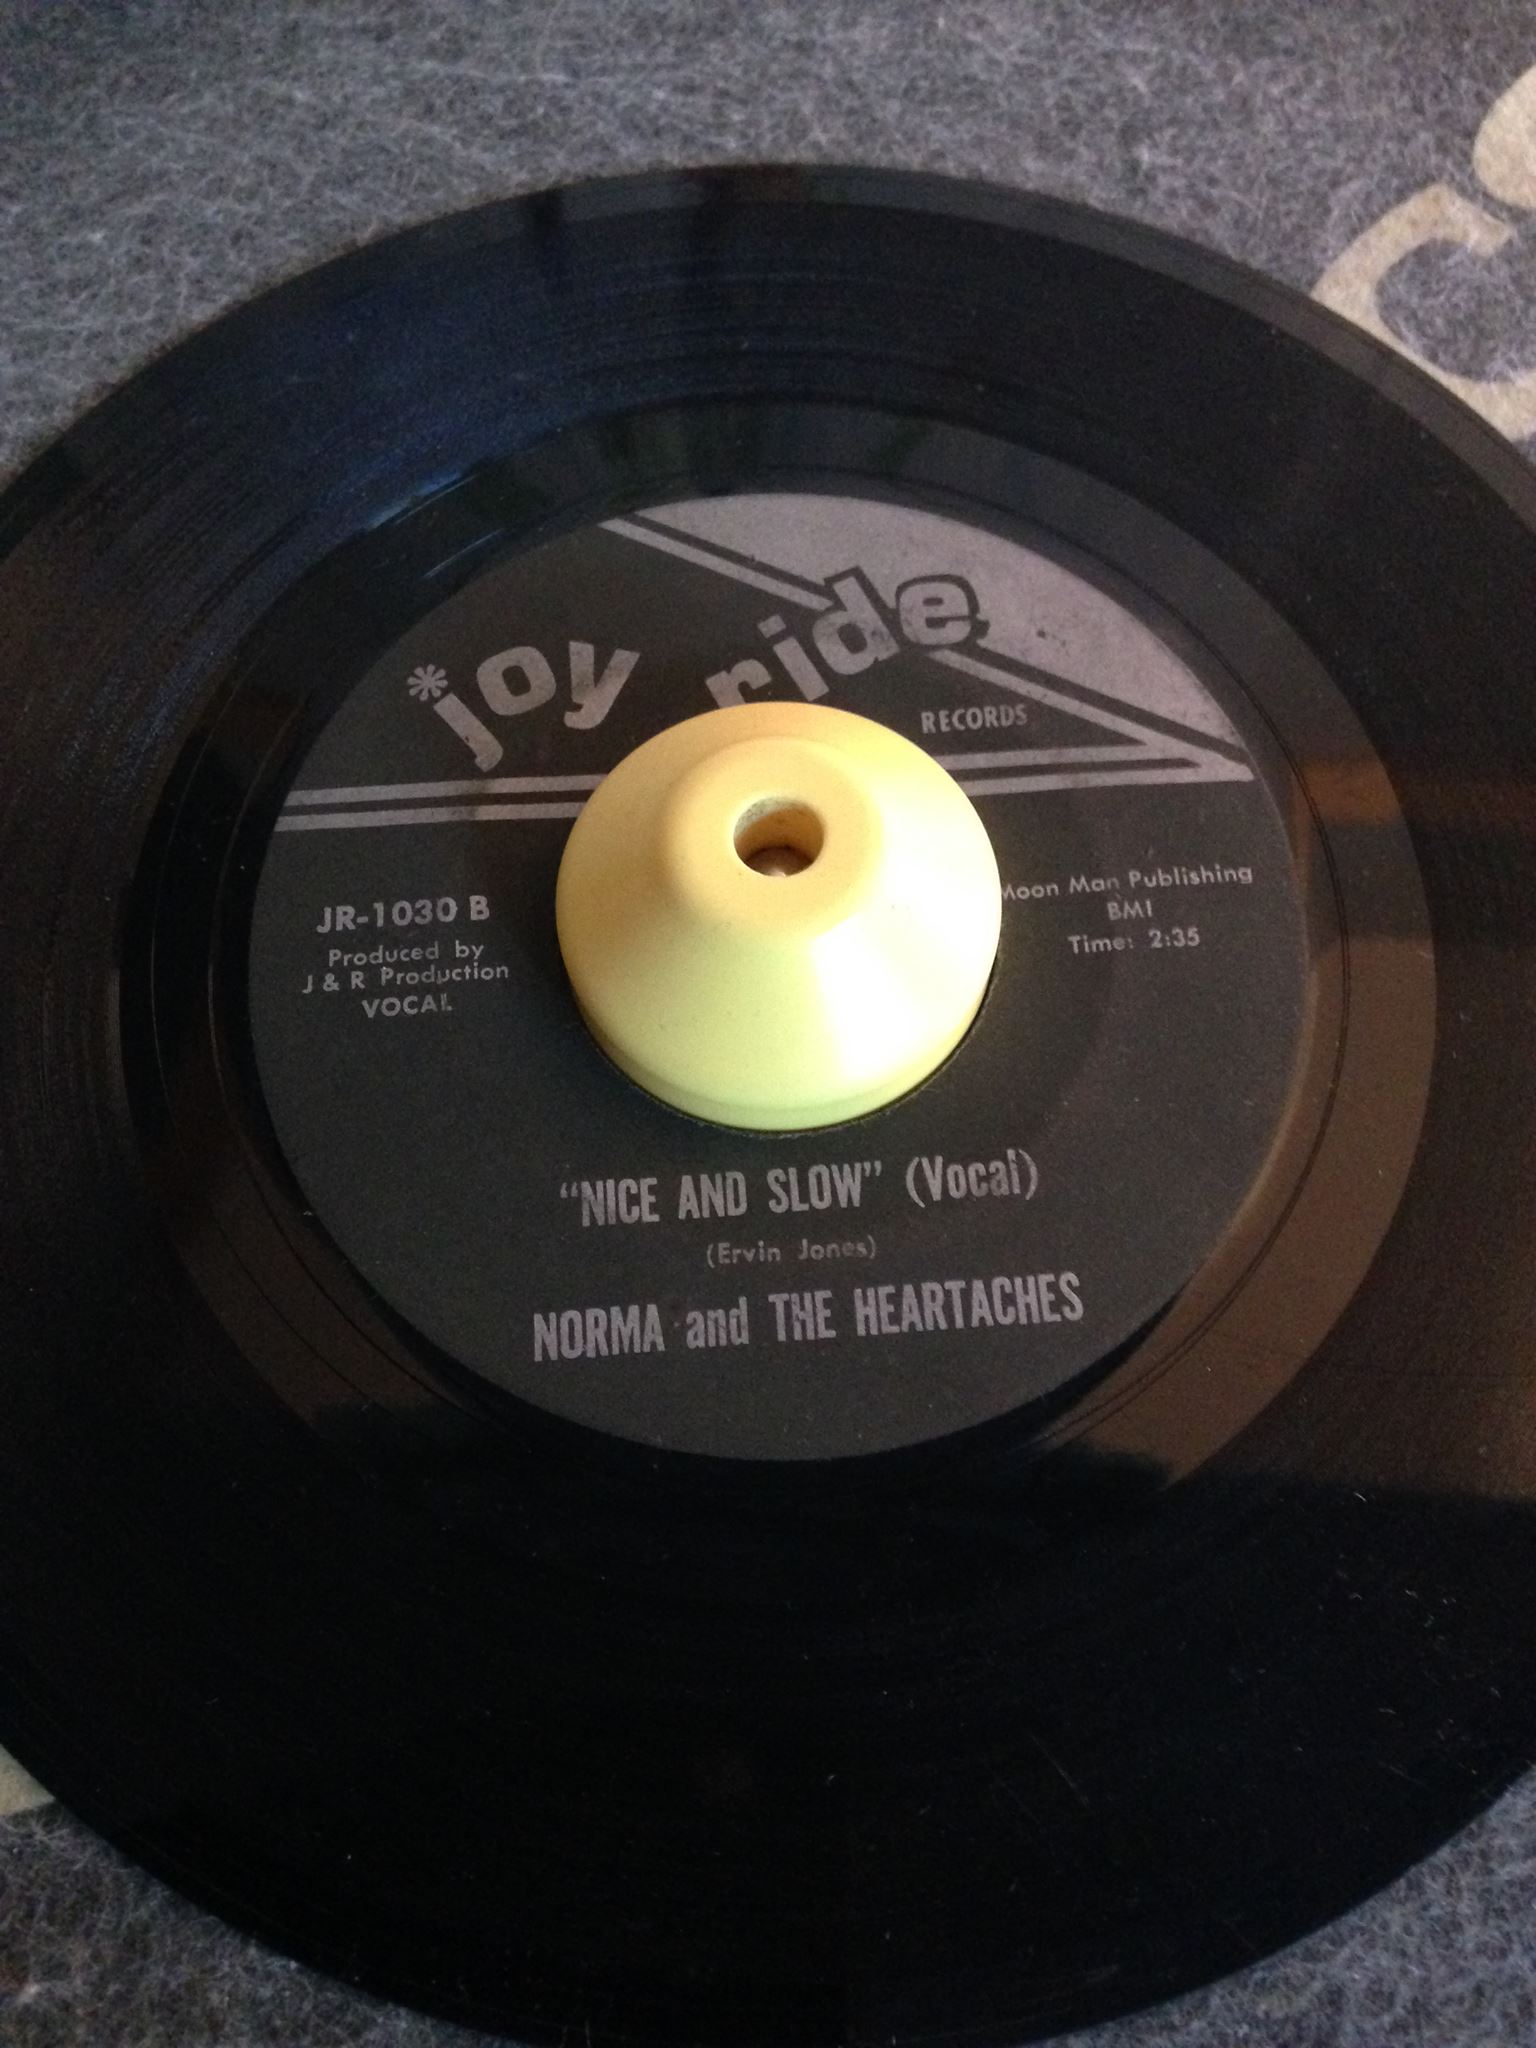 joy ride
RECORDS
JR-1030 B
Produced by
J & R Production
VOCAL
Moon Man Publishing
BMI
Time: 2:35
“NICE AND SLOW” (Vocal)
(Ervin Jones)
NORMA and THE HEARTACHES